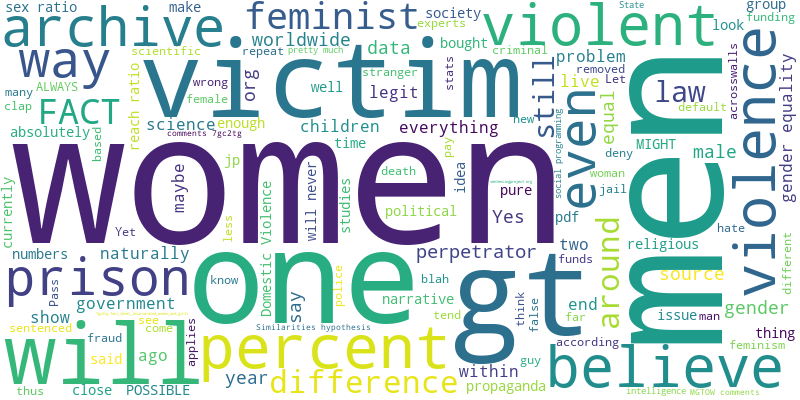 sex ratio make feminist society experts violent State group funding
archive worldwide scientific repeat pretty much criminal look
way victim data bought problem
ALWAYS org stranger stats removed Let acrosswalls
many wrong female well legit still live law default
clap FACT reach ratio science enough children everything even equal men violence
absolutely based comments 7gc2tg time new MIGHT male gender equality
women jp death idea pay social programming deny woman
currently maybe studies pure jail hate
Yet less will never political Yes pdf two religious different
numbers naturally Domestic Violence perpetrator around source
prison one know police blah narrative gt think false funds end issue man gender
Pass government say tend within far thing
show see Similarities hypothesis according feminism
sentenced fraud come applies percent guy believe
will said ago year difference propaganda
thus close POSSIBLE intelligence MGTOW comments